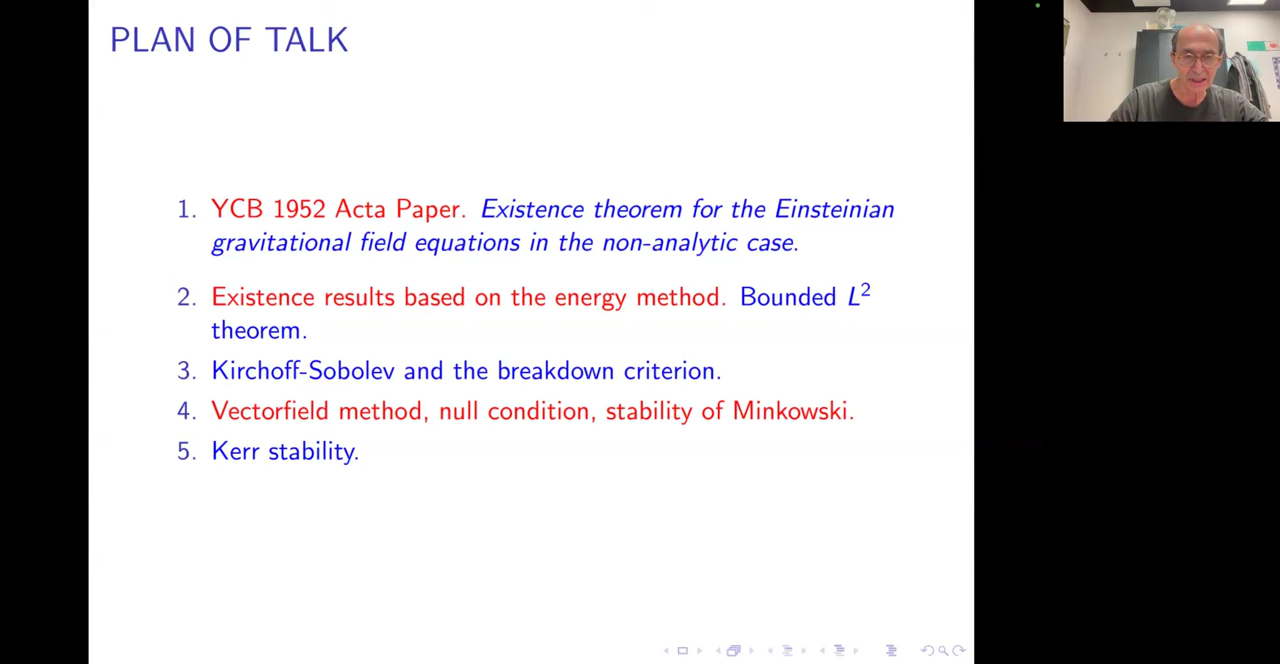 PLAN OF TALK
1. YCB 1952 Acta Paper. Existence theorem for the Einsteinian
gravitational field equations in the non-analytic case.
2. Existence results based on the energy method. Bounded L²
theorem.
3. Kirchoff-Sobolev and the breakdown criterion.
4. Vectorfield method, null condition, stability of Minkowski.
5. Kerr stability.